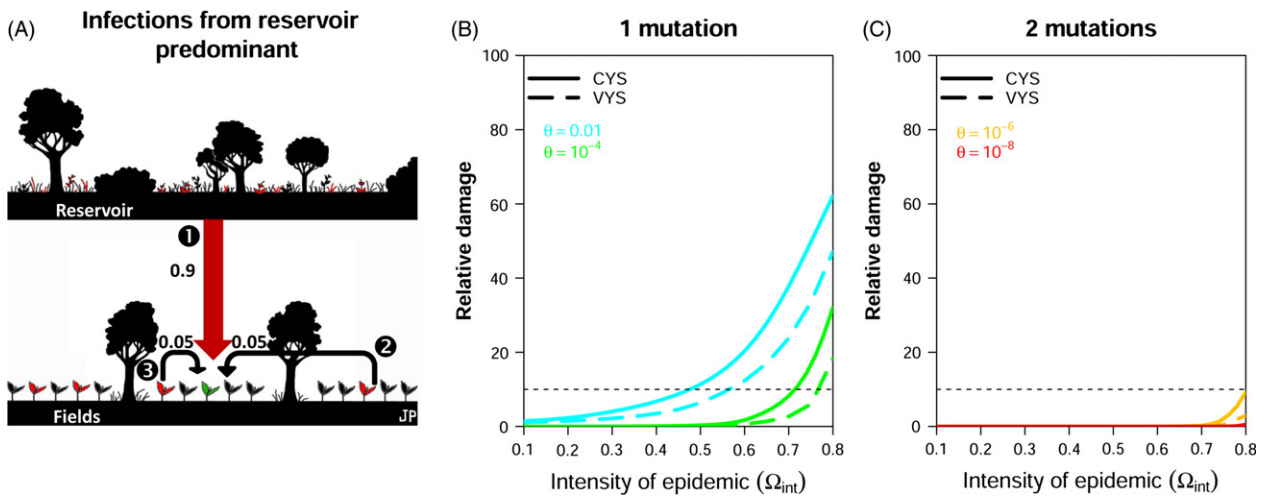 (A)
Infections from reservoir
predominant
Reservoir
❶
0.9
0.05
0.05
❷
❸
Fields
JP
(B)
1 mutation
CYS
VYS
θ = 0.01
θ = 10⁻⁴
Relative damage
100
80
60
40
20
0
0.1 0.2 0.3 0.4 0.5 0.6 0.7 0.8
Intensity of epidemic (Ωint)
(C)
2 mutations
CYS
VYS
θ = 10⁻⁶
θ = 10⁻⁸
Relative damage
100
80
60
40
20
0
0.1 0.2 0.3 0.4 0.5 0.6 0.7 0.8
Intensity of epidemic (Ωint)